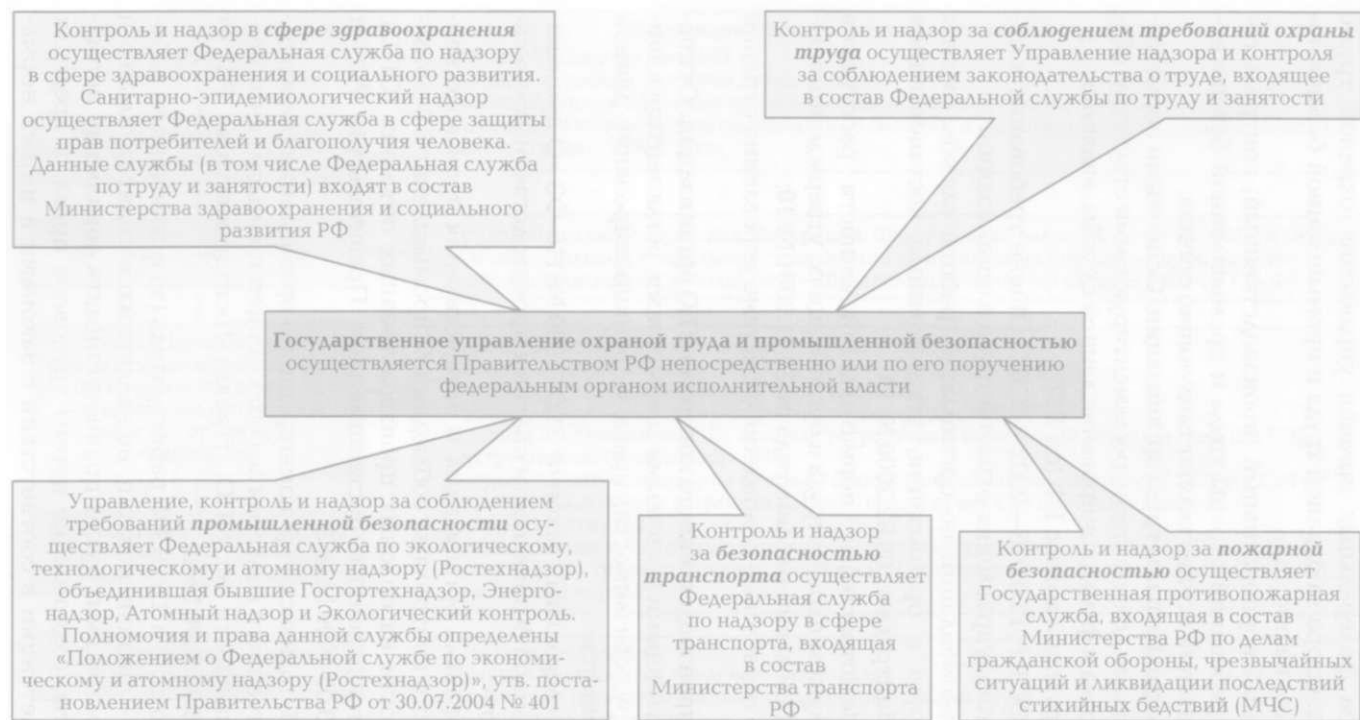 Контроль и надзор в сфере здравоохранения
осуществляет Федеральная служба по надзору
в сфере здравоохранения и социального развития.
Санитарно-эпидемиологический надзор
осуществляет Федеральная служба в сфере защиты
прав потребителей и благополучия человека.
Данные службы (в том числе Федеральная служба
по труду и занятости) входят в состав
Министерства здравоохранения и социального
развития РФ
Контроль и надзор за соблюдением требований охраны
труда осуществляет Управление надзора и контроля
за соблюдением законодательства о труде, входящее
в состав Федеральной службы по труду и занятости
Государственное управление охраной труда и промышленной безопасностью
осуществляется Правительством РФ непосредственно или по его поручению
федеральным органом исполнительной власти
Управление, контроль и надзор за соблюдением
требований промышленной безопасности осу-
ществляет Федеральная служба по экологическому,
технологическому и атомному надзору (Ростехнадзор),
объединившая бывшие Госгортехнадзор, Энерго-
надзор, Атомный надзор и Экологический контроль.
Полномочия и права данной службы определены
«Положением о Федеральной службе по экономи-
ческому и атомному надзору (Ростехнадзор)», утв. поста-
новлением Правительства РФ от 30.07.2004 № 401
Контроль и надзор
за безопасностью
транспорта осуществляет
Федеральная служба
по надзору в сфере
транспорта, входящая
в состав
Министерства транспорта
РФ
Контроль и надзор за пожарной
безопасностью осуществляет
Государственная противопожарная
служба, входящая в состав
Министерства РФ по делам
гражданской обороны, чрезвычайных
ситуаций и ликвидации последствий
стихийных бедствий (МЧС)